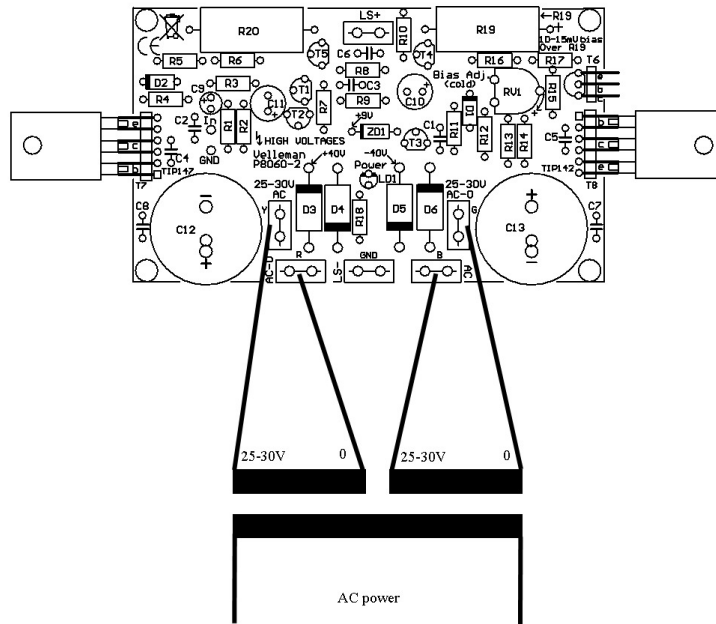 R20
LS+
R10
R19
←R19
10-15mV bias
Over R19
R5
R6
T5
C6
T4
R16
R17
T6
R8
D2
R3
C9
T1
C3
Bias Adj.
(cold)
RV1
R15
e
b
c
R4
C11
R7
R9
C10
D1
C2
In
R1
R2
T2
+9V
ZD1
T3
C1
R11
R12
R13
R14
C5
e
c
b
b
c
e
C4
GND
HIGH VOLTAGES
Velleman
P8060-2
+40V
-40V
Power
LD1
TIP147
TIP142
T7
T8
25-30V
AC
25-30V
AC-0
C8
C12
Y
D3
D4
R18
D5
D6
G
C13
C7
AC-0
R
LS-
GND
B
AC
25-30V
0
25-30V
0
AC power